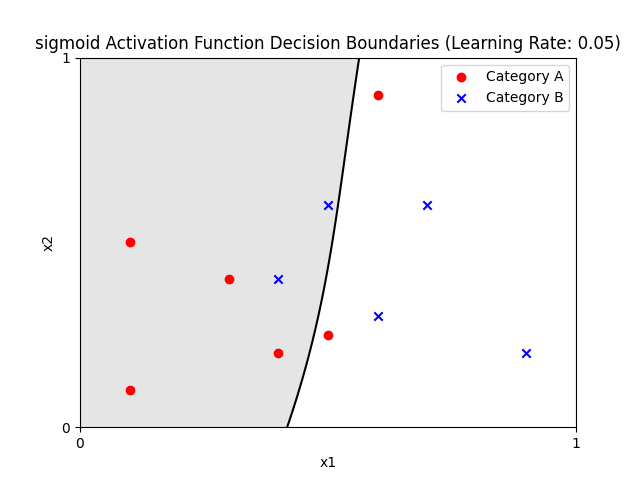 sigmoid Activation Function Decision Boundaries (Learning Rate: 0.05)
1
Category A
Category B
x2
0
0
1
x1